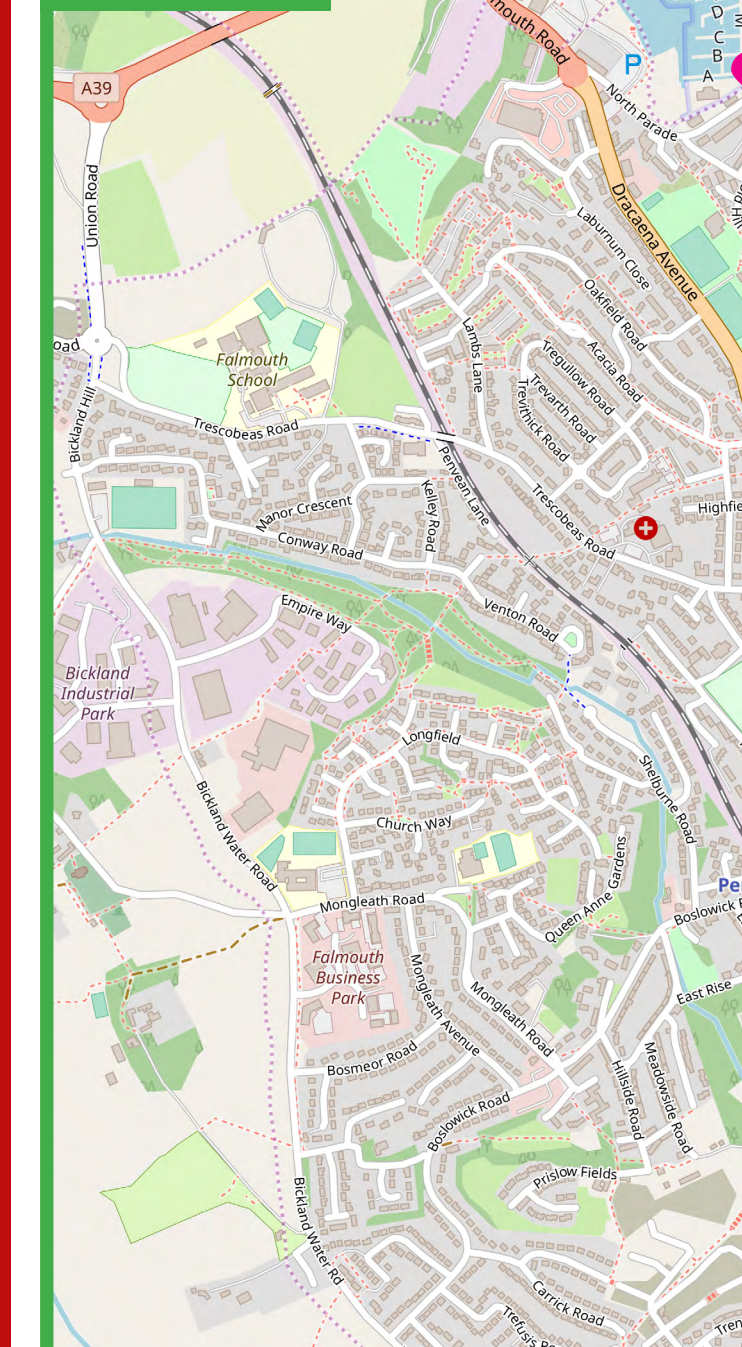 mouth Road
D
C
B
A
P
A39
North Parade
Union Road
Dracaena Avenue
Laburnum Close
Oakfield Road
Lambs Lane
Acacia Road
oad
Falmouth
School
Tregullow Road
Trevarth Road
Trevithick Road
Bickland Hill
Trescobeas Road
Penvean Lane
Kelley Road
Manor Crescent
Trescobeas Road
Highfie
Conway Road
Empire Way
Venton Road
Bickland
Industrial
Park
Longfield
Shelburne Road
Bickland Water Road
Church Way
Queen Anne Gardens
Pe
Mongleath Road
Boslowick
Falmouth
Business
Park
Mongleath Avenue
Mongleath Road
East Rise
Bosmeor Road
Hillside Road
Meadowside Road
Boslowick Road
Prislow Fields
Bickland Water Rd
Carrick Road
Trefusis
Tren